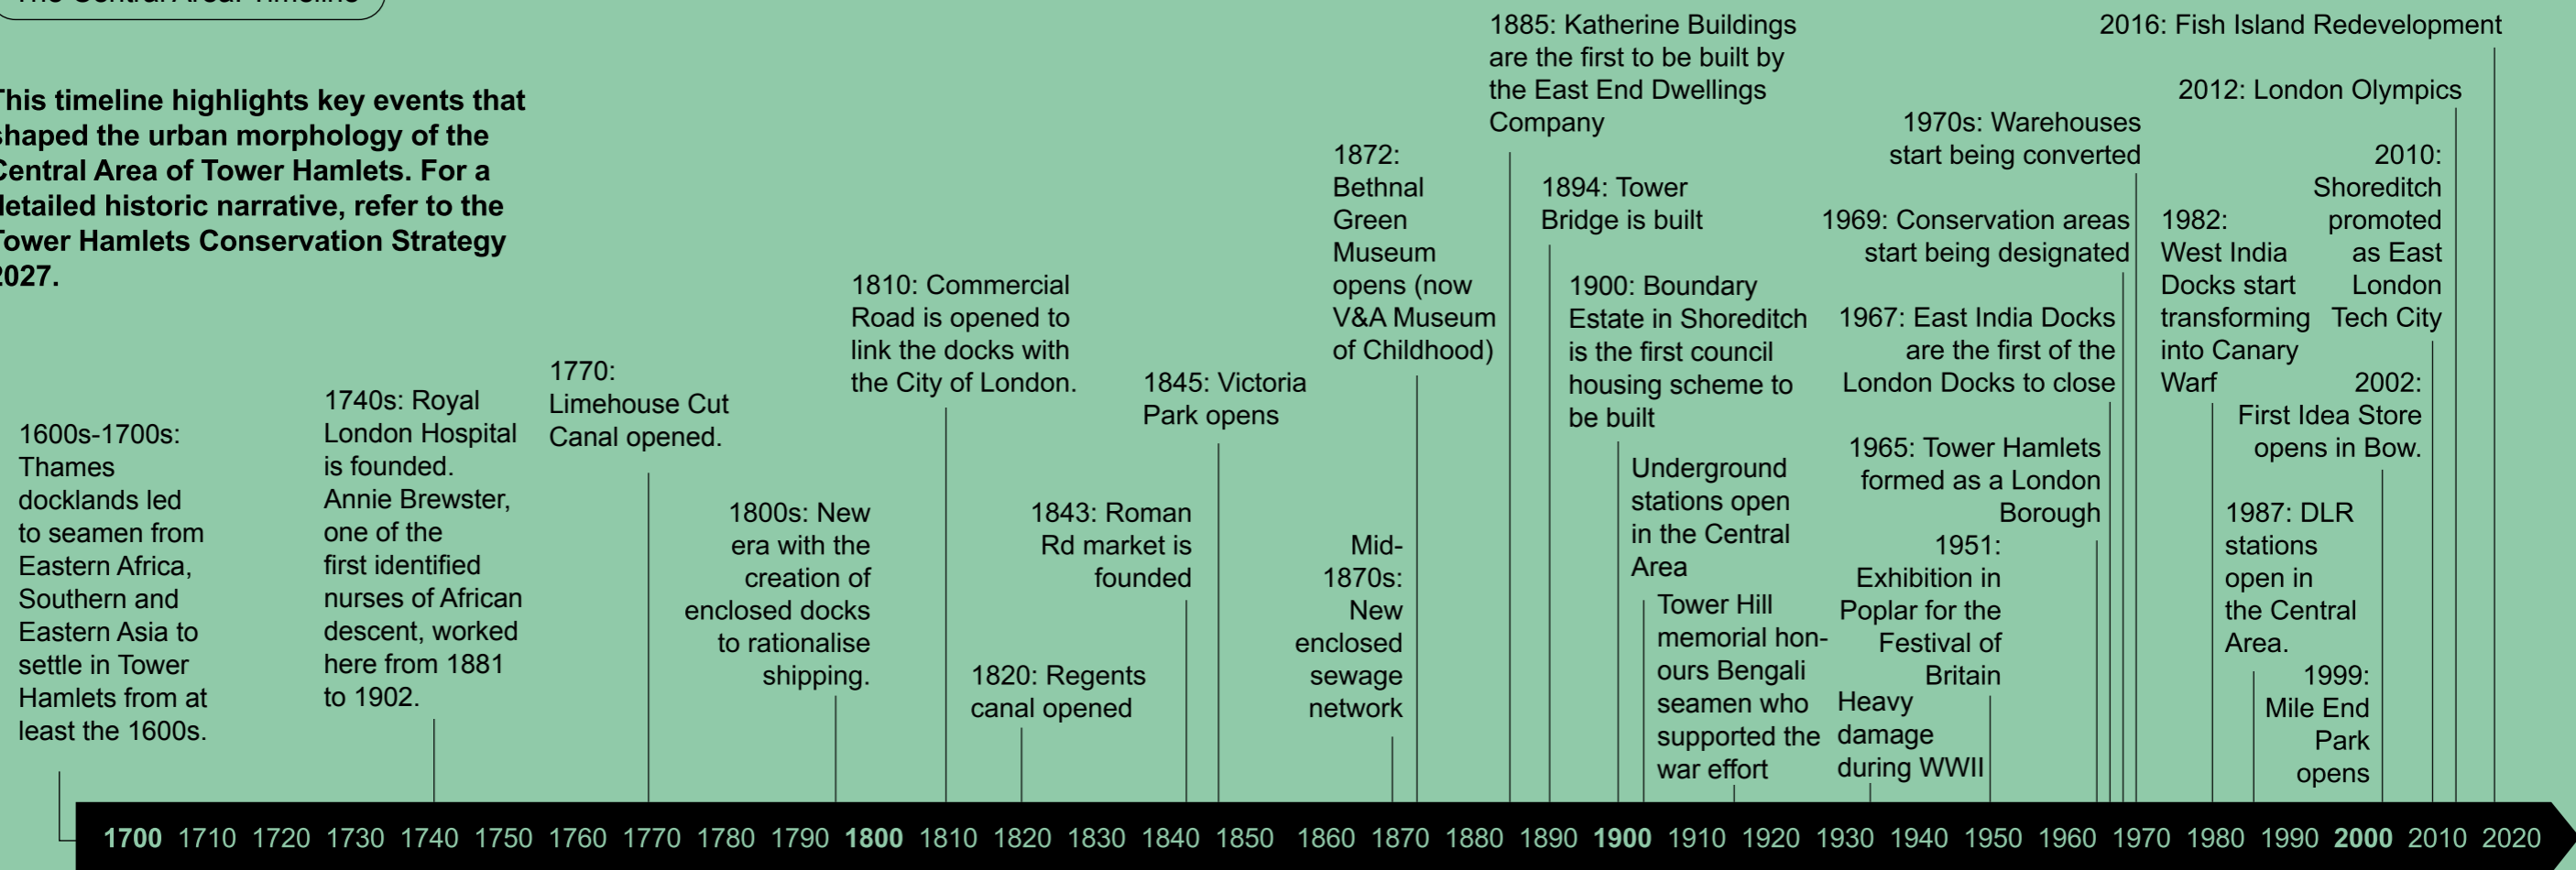 The Central Area: Timeline
This timeline highlights key events that
shaped the urban morphology of the
Central Area of Tower Hamlets. For a
detailed historic narrative, refer to the
Tower Hamlets Conservation Strategy
2027.
1600s-1700s:
Thames
docklands led
to seamen from
Eastern Africa,
Southern and
Eastern Asia to
settle in Tower
Hamlets from at
least the 1600s.
1740s: Royal
London Hospital
is founded.
Annie Brewster,
one of the
first identified
nurses of African
descent, worked
here from 1881
to 1902.
1770:
Limehouse Cut
Canal opened.
1800s: New
era with the
creation of
enclosed docks
to rationalise
shipping.
1810: Commercial
Road is opened to
link the docks with
the City of London.
1820: Regents
canal opened
1843: Roman
Rd market is
founded
1845: Victoria
Park opens
Mid-
1870s:
New
enclosed
sewage
network
1872:
Bethnal
Green
Museum
opens (now
V&A Museum
of Childhood)
1885: Katherine Buildings
are the first to be built by
the East End Dwellings
Company
1894: Tower
Bridge is built
1900: Boundary
Estate in Shoreditch
is the first council
housing scheme to
be built
Underground
stations open
in the Central
Area
Tower Hill
memorial hon-
ours Bengali
seamen who
supported the
war effort
Heavy
damage
during WWII
1951:
Exhibition in
Poplar for the
Festival of
Britain
1965: Tower Hamlets
formed as a London
Borough
1967: East India Docks
are the first of the
London Docks to close
1969: Conservation areas
start being designated
1970s: Warehouses
start being converted
1982:
West India
Docks start
transforming
into Canary
Warf
1987: DLR
stations
open in
the Central
Area.
1999:
Mile End
Park
opens
2002:
First Idea Store
opens in Bow.
2010:
Shoreditch
promoted
as East
London
Tech City
2012: London Olympics
2016: Fish Island Redevelopment
1700 1710 1720 1730 1740 1750 1760 1770 1780 1790 1800 1810 1820 1830 1840 1850 1860 1870 1880 1890 1900 1910 1920 1930 1940 1950 1960 1970 1980 1990 2000 2010 2020